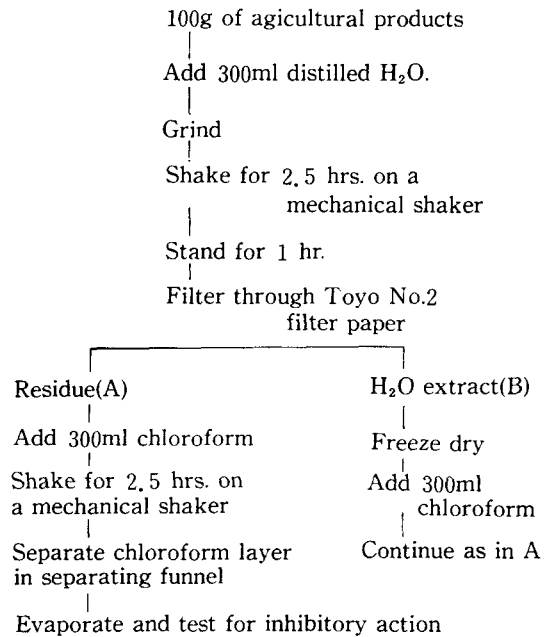 100g of agicultural products
Add 300ml distilled H₂O.
Grind
Shake for 2.5 hrs. on a
mechanical shaker
Stand for 1 hr.
Filter through Toyo No.2
filter paper
Residue(A)
Add 300ml chloroform
Shake for 2.5 hrs. on
a mechanical shaker
Separate chloroform layer
in separating funnel
Evaporate and test for inhibitory action
H₂O extract(B)
Freeze dry
Add 300ml
chloroform
Continue as in A